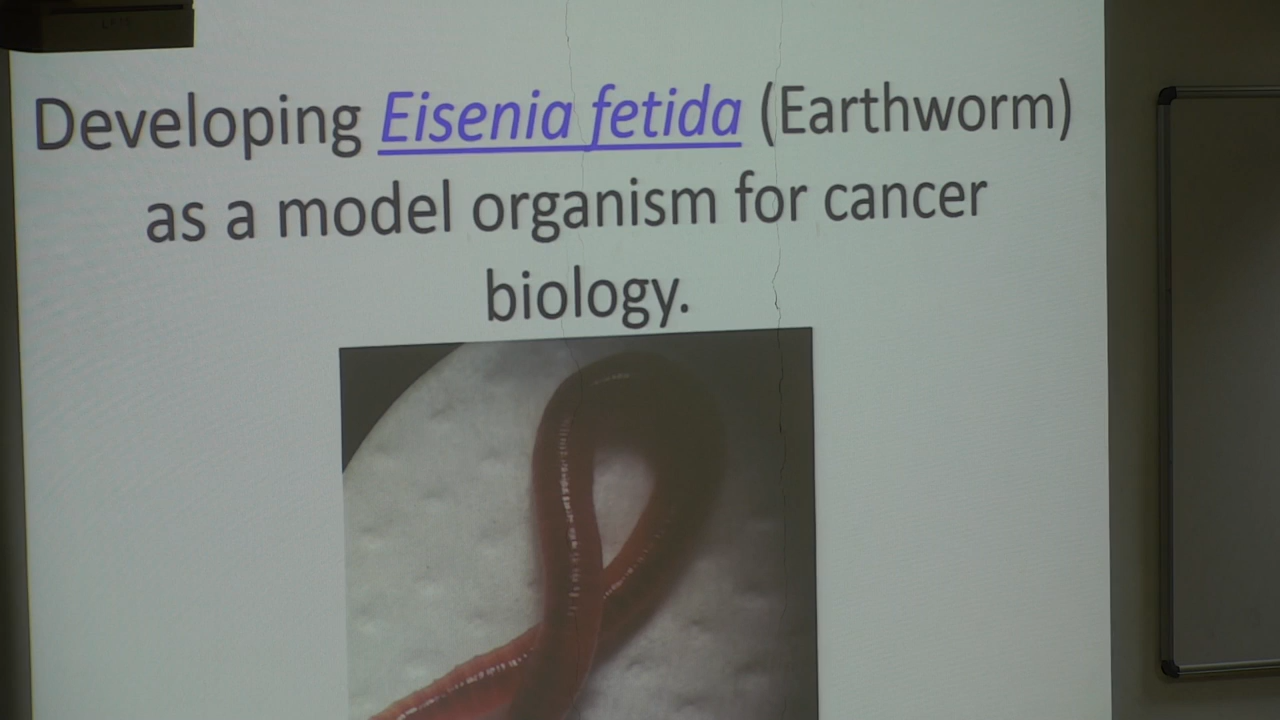 Developing Eisenia fetida (Earthworm)
as a model organism for cancer
biology.